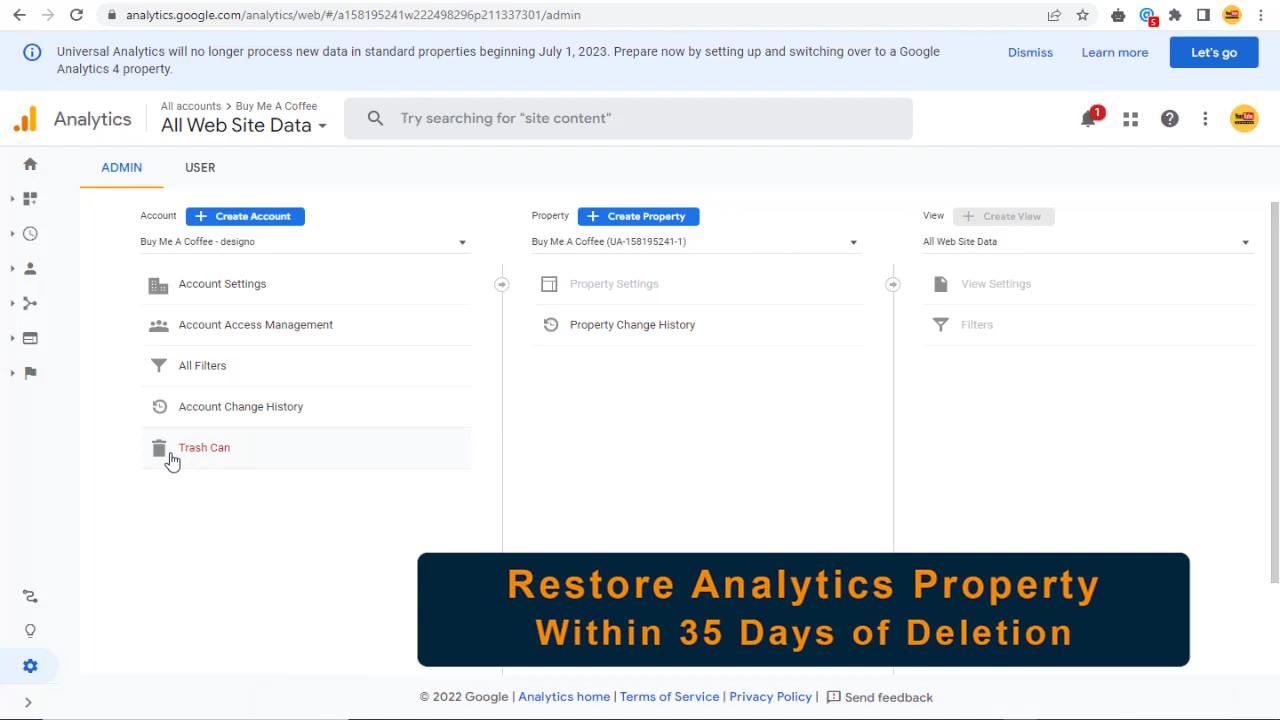 analytics.google.com/analytics/web/#/a158195241w222498296p211337301/admin
5
Universal Analytics will no longer process new data in standard properties beginning July 1, 2023. Prepare now by setting up and switching over to a Google
Analytics 4 property.
Dismiss
Learn more
Let's go
Analytics
All accounts > Buy Me A Coffee
All Web Site Data
Try searching for "site content"
1
ADMIN
USER
Account
Create Account
Property
Create Property
View
Create View
Buy Me A Coffee - designo
Buy Me A Coffee (UA-158195241-1)
All Web Site Data
Account Settings
Property Settings
View Settings
Account Access Management
Property Change History
Filters
All Filters
Account Change History
Trash Can
Restore Analytics Property
Within 35 Days of Deletion
© 2022 Google | Analytics home | Terms of Service | Privacy Policy | Send feedback